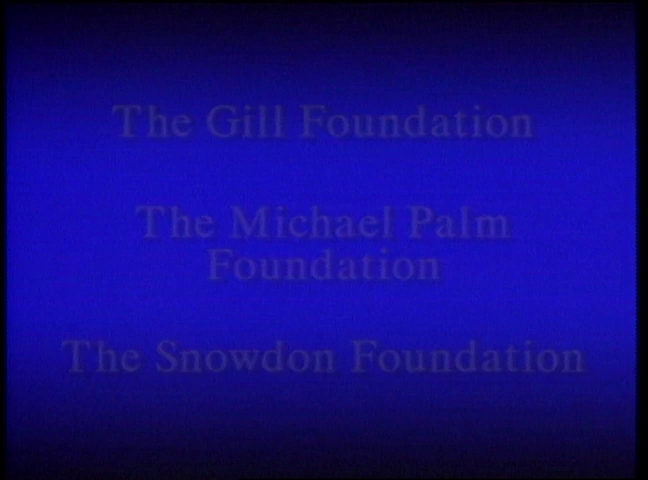 The Gill Foundation
The Michael Palm
Foundation
The Snowdon Foundation